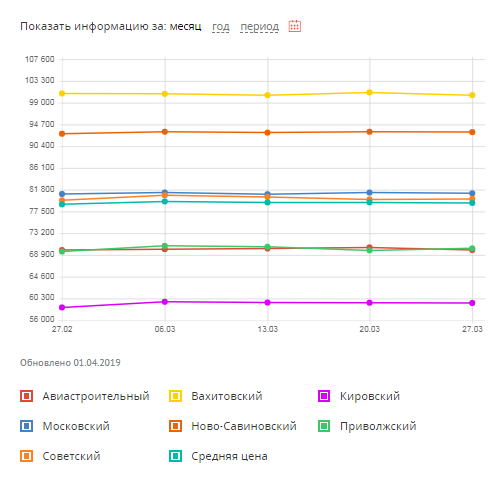 Показать информацию за: месяц год период
107 600
103 300
99 000
94 700
90 400
86 100
81 800
77 500
73 200
68 900
64 600
60 300
56 000
27.02 06.03 13.03 20.03 27.03
Обновлено 01.04.2019
Авиастроительный Вахитовский Кировский
Московский Ново-Савиновский Приволжский
Советский Средняя цена